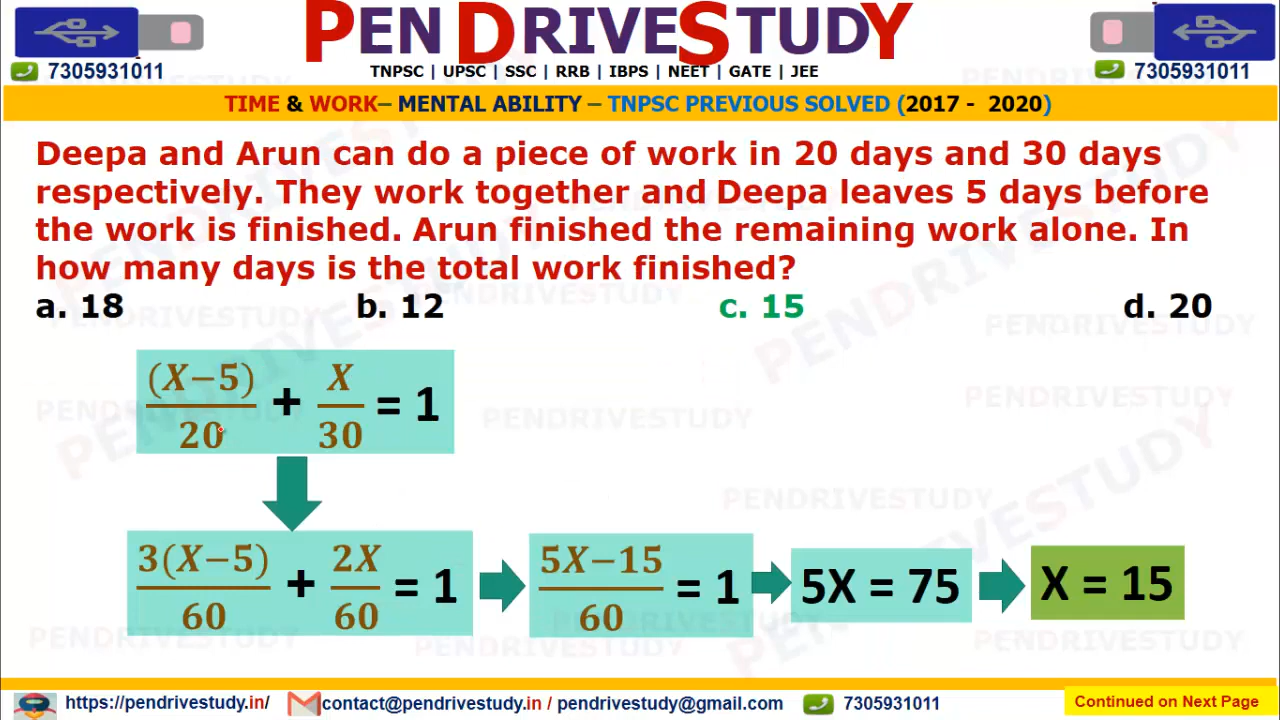 PENDRIVESTUDY
7305931011
TNPSC | UPSC | SSC | RRB | IBPS | NEET | GATE | JEE
7305931011
TIME & WORK– MENTAL ABILITY – TNPSC PREVIOUS SOLVED (2017 - 2020)
Deepa and Arun can do a piece of work in 20 days and 30 days
respectively. They work together and Deepa leaves 5 days before
the work is finished. Arun finished the remaining work alone. In
how many days is the total work finished?
a. 18 b. 12 c. 15 d. 20
(X−5)/20 + X/30 = 1
3(X−5)/60 + 2X/60 = 1
5X−15/60 = 1
5X = 75
X = 15
https://pendrivestudy.in/ contact@pendrivestudy.in / pendrivestudy@gmail.com 7305931011
Continued on Next Page